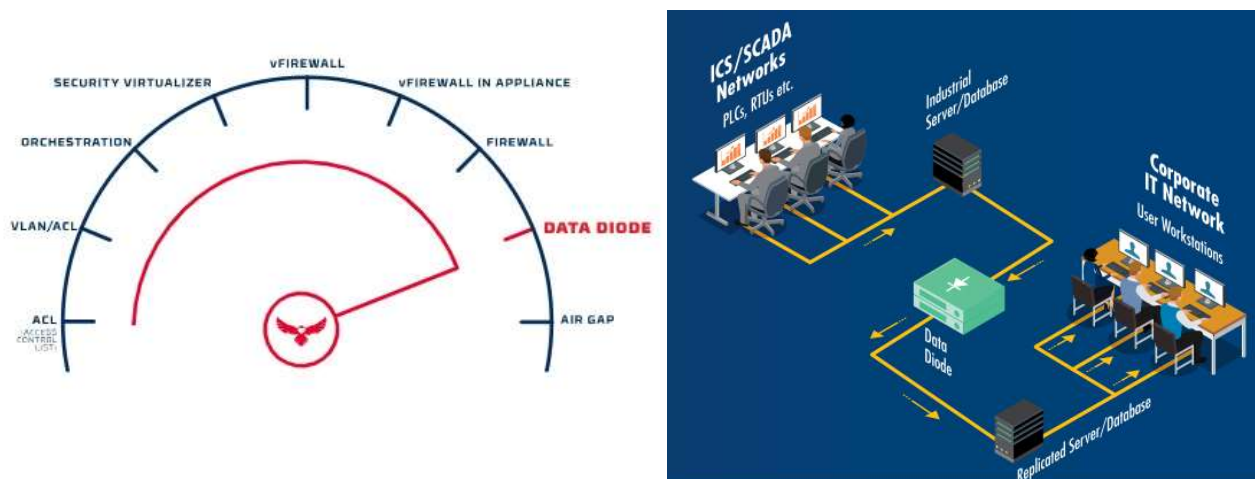 vFIREWALL
SECURITY VIRTUALIZER
vFIREWALL IN APPLIANCE
ORCHESTRATION
FIREWALL
VLAN/ACL
DATA DIODE
ACL
(ACCESS
CONTROL
LIST)
AIR GAP
ICS/SCADA
Networks
PLCs, RTUs etc.
Industrial
Server/Database
Corporate
IT Network
User Workstations
Data
Diode
Replicated Server/Database